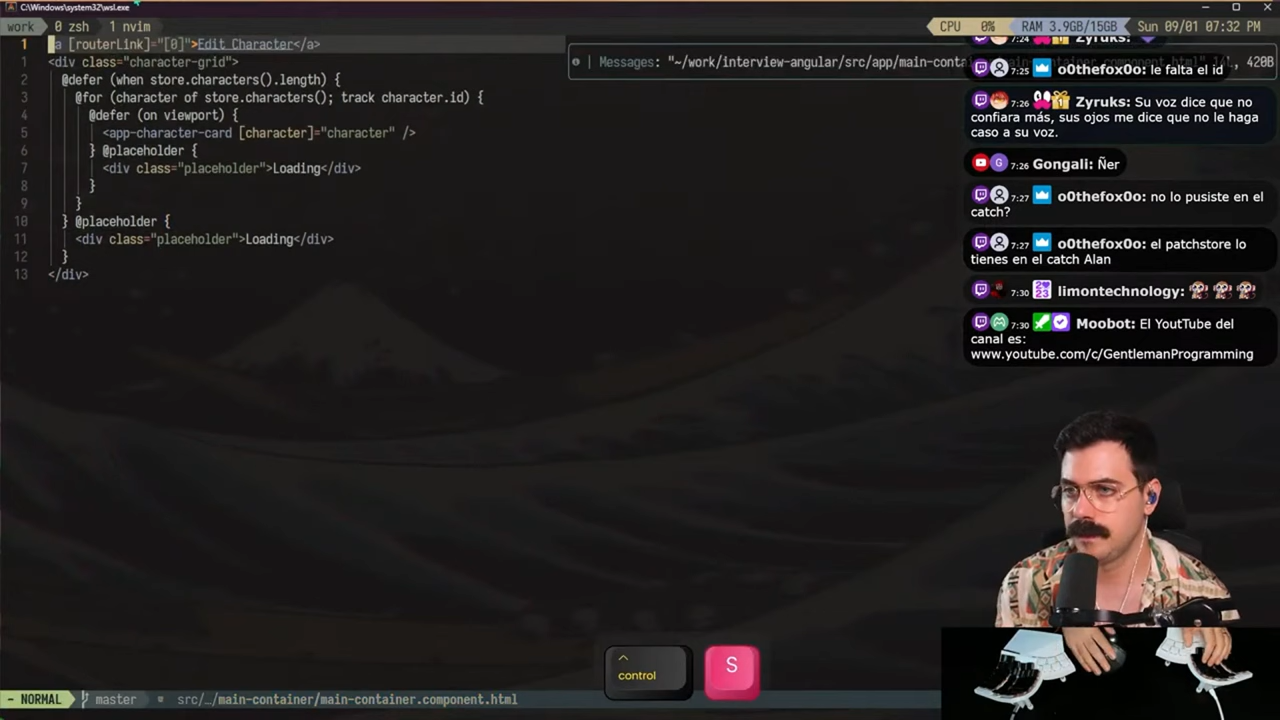 C:\Windows\system32\wsl.exe
work 0 zsh 1 nvim
CPU 0% RAM 3.9GB/15GB Sun 09/01 07:32 PM
1 <a [routerLink]="[0]">Edit Character</a>
1 <div class="character-grid">
2 @defer (when store.characters().length) {
3 @for (character of store.characters(); track character.id) {
4 @defer (on viewport) {
5 <app-character-card [character]="character" />
6 } @placeholder {
7 <div class="placeholder">Loading</div>
8 }
9 }
10 } @placeholder {
11 <div class="placeholder">Loading</div>
12 }
13 </div>
Messages: "~/work/interview-angular/src/app/main-container/main-container.component.html" 14L, 420B
7:24 Zyruks:
7:25 o0thefox0o: le falta el id
7:26 Zyruks: Su voz dice que no
confiara más, sus ojos me dice que no le haga
caso a su voz.
7:26 Gongali: Ñer
7:27 o0thefox0o: no lo pusiste en el
catch?
7:27 o0thefox0o: el patchstore lo
tienes en el catch Alan
7:30 limontechnology:
7:30 Moobot: El YouTube del
canal es:
www.youtube.com/c/GentlemanProgramming
^
control
S
- NORMAL master src/…/main-container/main-container.component.html